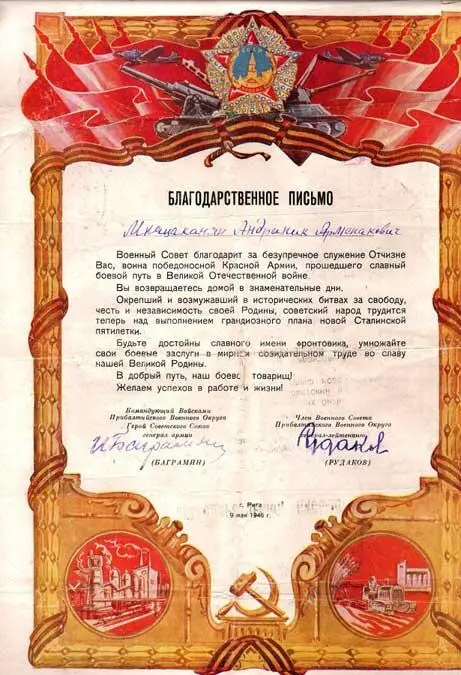 БЛАГОДАРСТВЕННОЕ ПИСЬМО
Мнацаканян Андраник Арменакович
Военный Совет благодарит за безупречное служение Отчизне
Вас, воина победоносной Красной Армии, прошедшего славный
боевой путь в Великой Отечественной войне.
Вы возвращаетесь домой в знаменательные дни.
Окрепший и возмужавший в исторических битвах за свободу,
честь и независимость своей Родины, советский народ трудится
теперь над выполнением грандиозного плана новой Сталинской
пятилетки.
Будьте достойны славного имени фронтовика, умножайте
свои боевые заслуги в мирном созидательном труде во славу
нашей Великой Родины.
В добрый путь, наш боевой товарищ!
Желаем успехов в работе и жизни!
Командующий Войсками
Прибалтийского Военного Округа
Герой Советского Союза
генерал армии
И Баграмян
(БАГРАМЯН)
Член Военного Совета
Прибалтийского Военного Округа
генерал-лейтенант
Рудаков
(РУДАКОВ)
г. Рига
9 мая 1946 г.